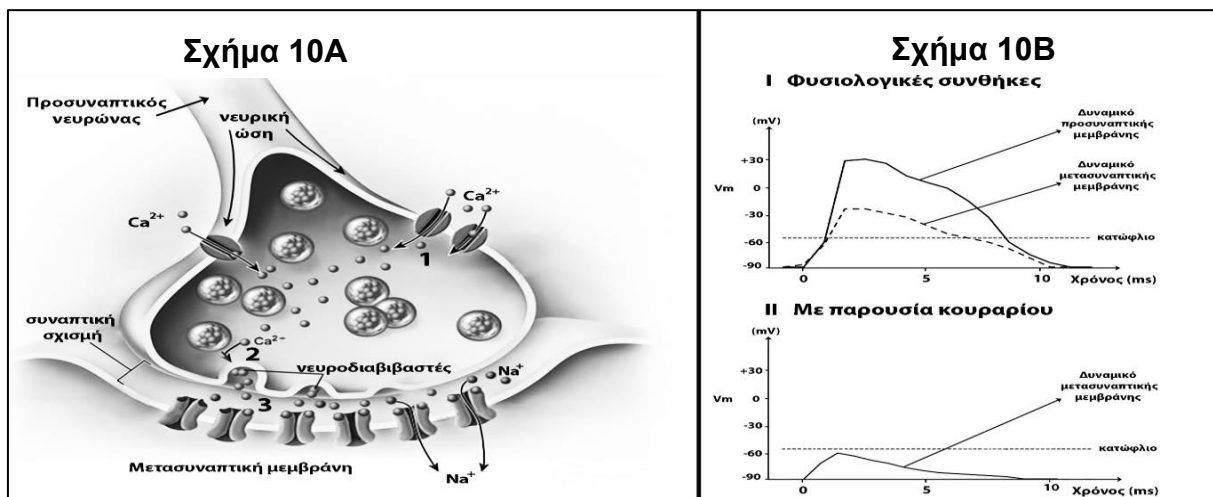 Σχήμα 10Α
Προσυναπτικός
νευρώνας
νευρική
ώση
Ca²⁺
Ca²⁺
1
συναπτική
σχισμή
2
Ca²⁻
νευροδιαβιβαστές
Na⁺
3
Μετασυναπτική μεμβράνη
Na⁺
Σχήμα 10Β
I Φυσιολογικές συνθήκες
(mV)
Δυναμικό
προσυναπτικής
μεμβράνης
+30
Δυναμικό
μετασυναπτικής
μεμβράνης
Vm
0
-30
-60
κατώφλιο
-90
0
5
10
Χρόνος (ms)
II Με παρουσία κουραρίου
(mV)
+30
Δυναμικό
μετασυναπτικής
μεμβράνης
Vm
0
-30
κατώφλιο
-60
-90
0
5
10
Χρόνος (ms)